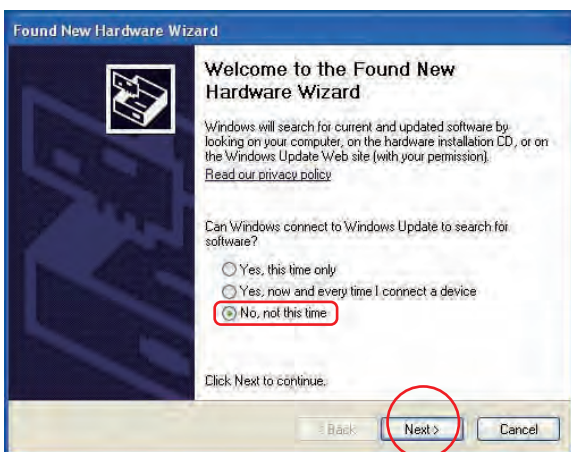 Found New Hardware Wizard
Welcome to the Found New
Hardware Wizard
Windows will search for current and updated software by
looking on your computer, on the hardware installation CD, or on
the Windows Update Web site (with your permission).
Read our privacy policy
Can Windows connect to Windows Update to search for
software?
Yes, this time only
Yes, now and every time I connect a device
No, not this time
Click Next to continue.
< Back
Next >
Cancel